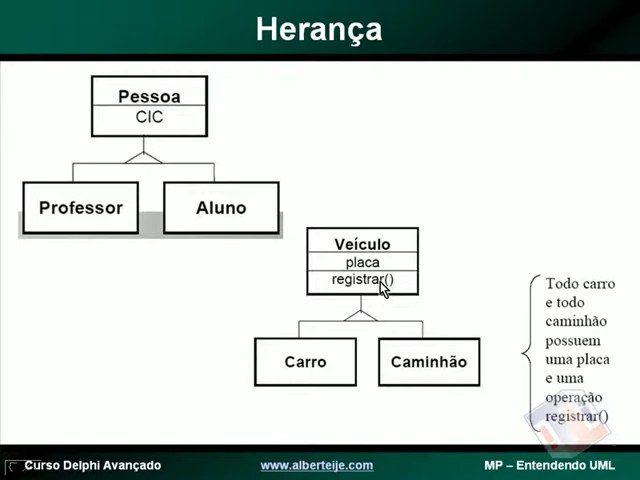 Herança
Pessoa
CIC
Professor
Aluno
Veículo
placa
registrar()
Carro
Caminhão
Todo carro
e todo
caminhão
possuem
uma placa
e uma
operação
registrar()
Curso Delphi Avançado
www.alberteije.com
MP – Entendendo UML